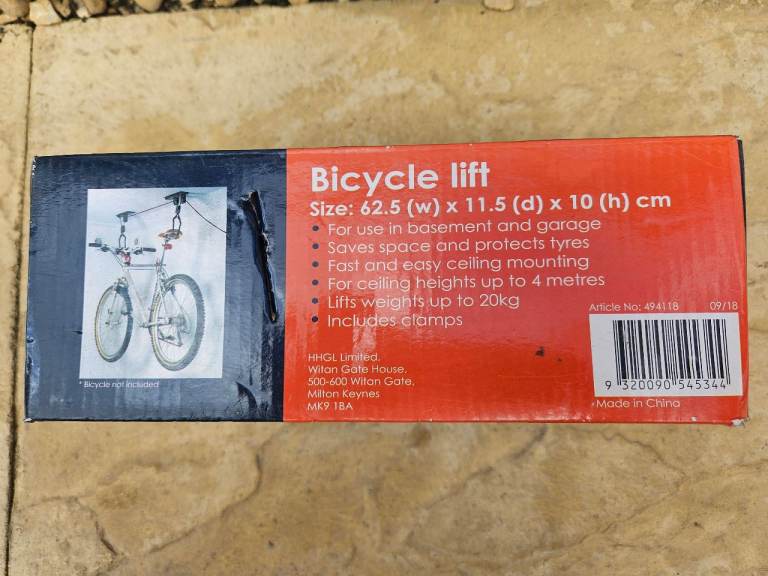 Bicycle lift
Size: 62.5 (w) x 11.5 (d) x 10 (h) cm
• For use in basement and garage
• Saves space and protects tyres
• Fast and easy ceiling mounting
• For ceiling heights up to 4 metres
• Lifts weights up to 20kg
• Includes clamps
HHGL Limited,
Witan Gate House,
500-600 Witan Gate,
Milton Keynes
MK9 1BA
* Bicycle not included
Article No: 494118 09/18
9 320090 545344
Made in China